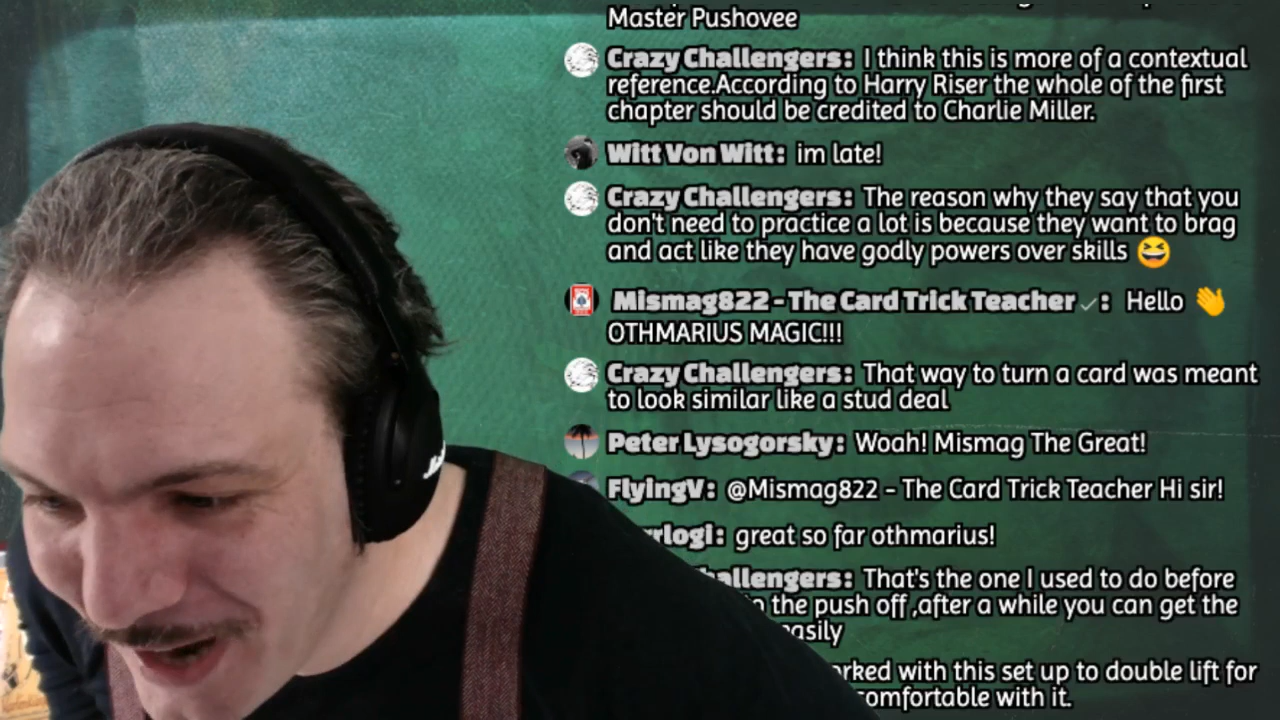 Master Pushovee
Crazy Challengers: I think this is more of a contextual
reference.According to Harry Riser the whole of the first
chapter should be credited to Charlie Miller.
Witt Von Witt: im late!
Crazy Challengers: The reason why they say that you
don't need to practice a lot is because they want to brag
and act like they have godly powers over skills 😆
Mismag822 - The Card Trick Teacher ✓: Hello 👋
OTHMARIUS MAGIC!!!
Crazy Challengers: That way to turn a card was meant
to look similar like a stud deal
Peter Lysogorsky: Woah! Mismag The Great!
FlyingV: @Mismag822 - The Card Trick Teacher Hi sir!
great so far othmarius!
That's the one I used to do before
the push off ,after a while you can get the
with this set up to double lift for
comfortable with it.